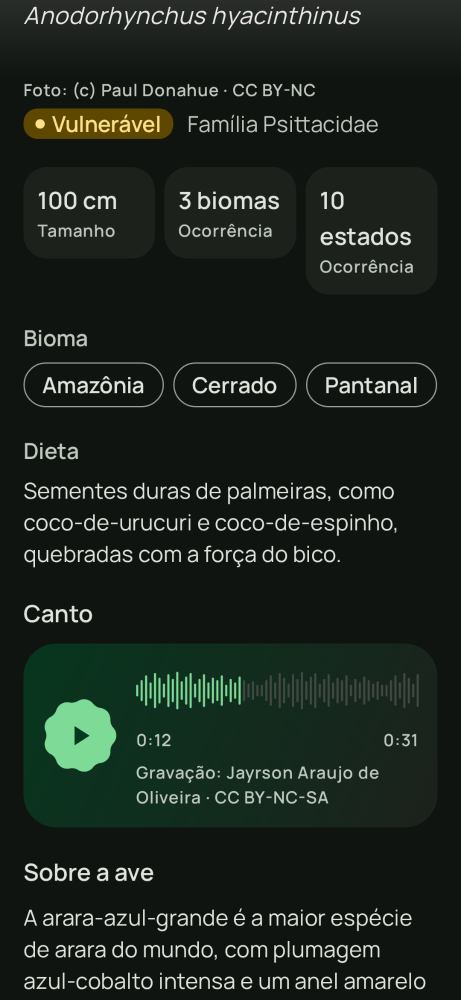 Anodorhynchus hyacinthinus
Foto: (c) Paul Donahue · CC BY-NC
Vulnerável Família Psittacidae
100 cm
Tamanho
3 biomas
Ocorrência
10
estados
Ocorrência
Bioma
Amazônia Cerrado Pantanal
Dieta
Sementes duras de palmeiras, como
coco-de-urucuri e coco-de-espinho,
quebradas com a força do bico.
Canto
0:12 0:31
Gravação: Jayrson Araujo de
Oliveira · CC BY-NC-SA
Sobre a ave
A arara-azul-grande é a maior espécie
de arara do mundo, com plumagem
azul-cobalto intensa e um anel amarelo